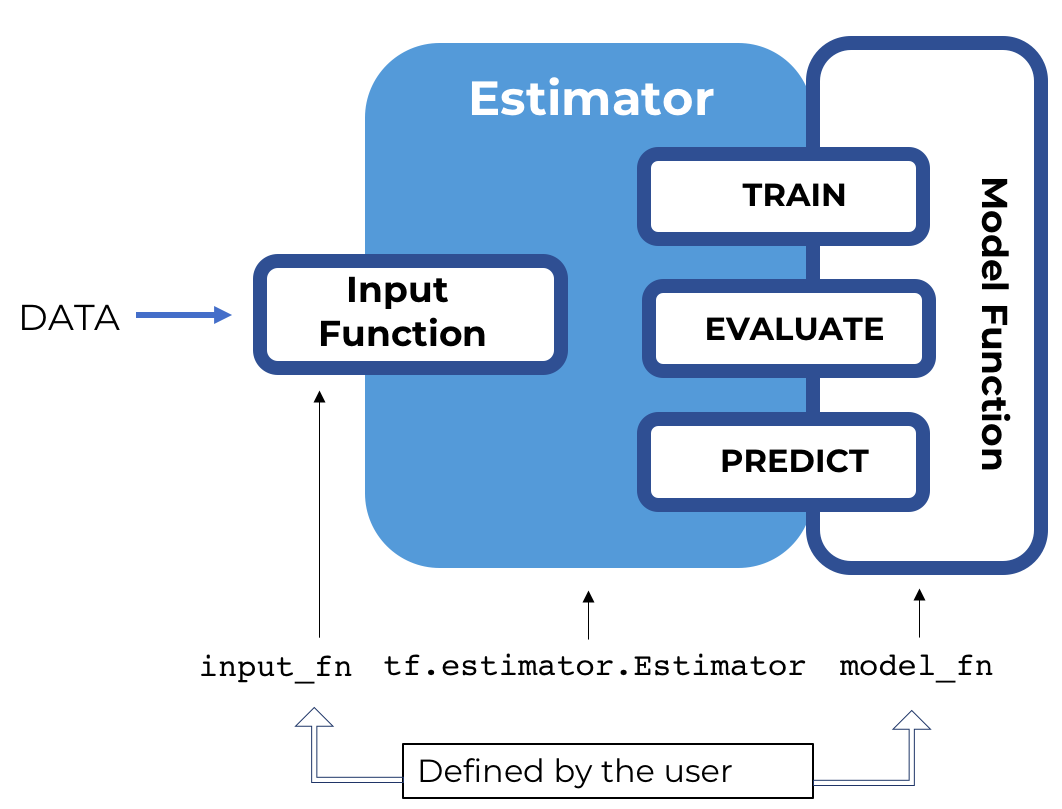 Estimator
TRAIN
Model Function
Input
Function
DATA
EVALUATE
PREDICT
input_fn
tf.estimator.Estimator
model_fn
Defined by the user